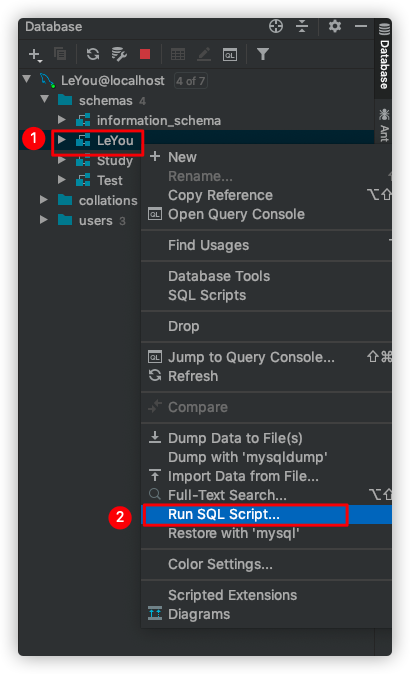 Database
Database
Ant
LeYou@localhost 4 of 7
schemas 4
information_schema
1
LeYou
Study
Test
collations
users 3
New
Rename...
Copy Reference ⌥⇧
QL Open Query Console
Find Usages
Database Tools
SQL Scripts
Drop
QL Jump to Query Console... ⇧⌘
Refresh
Compare
Dump Data to File(s)
Dump with 'mysqldump'
Import Data from File...
Full-Text Search... ⌥⇧
2
Run SQL Script...
Restore with 'mysql'
Color Settings...
Scripted Extensions
Diagrams